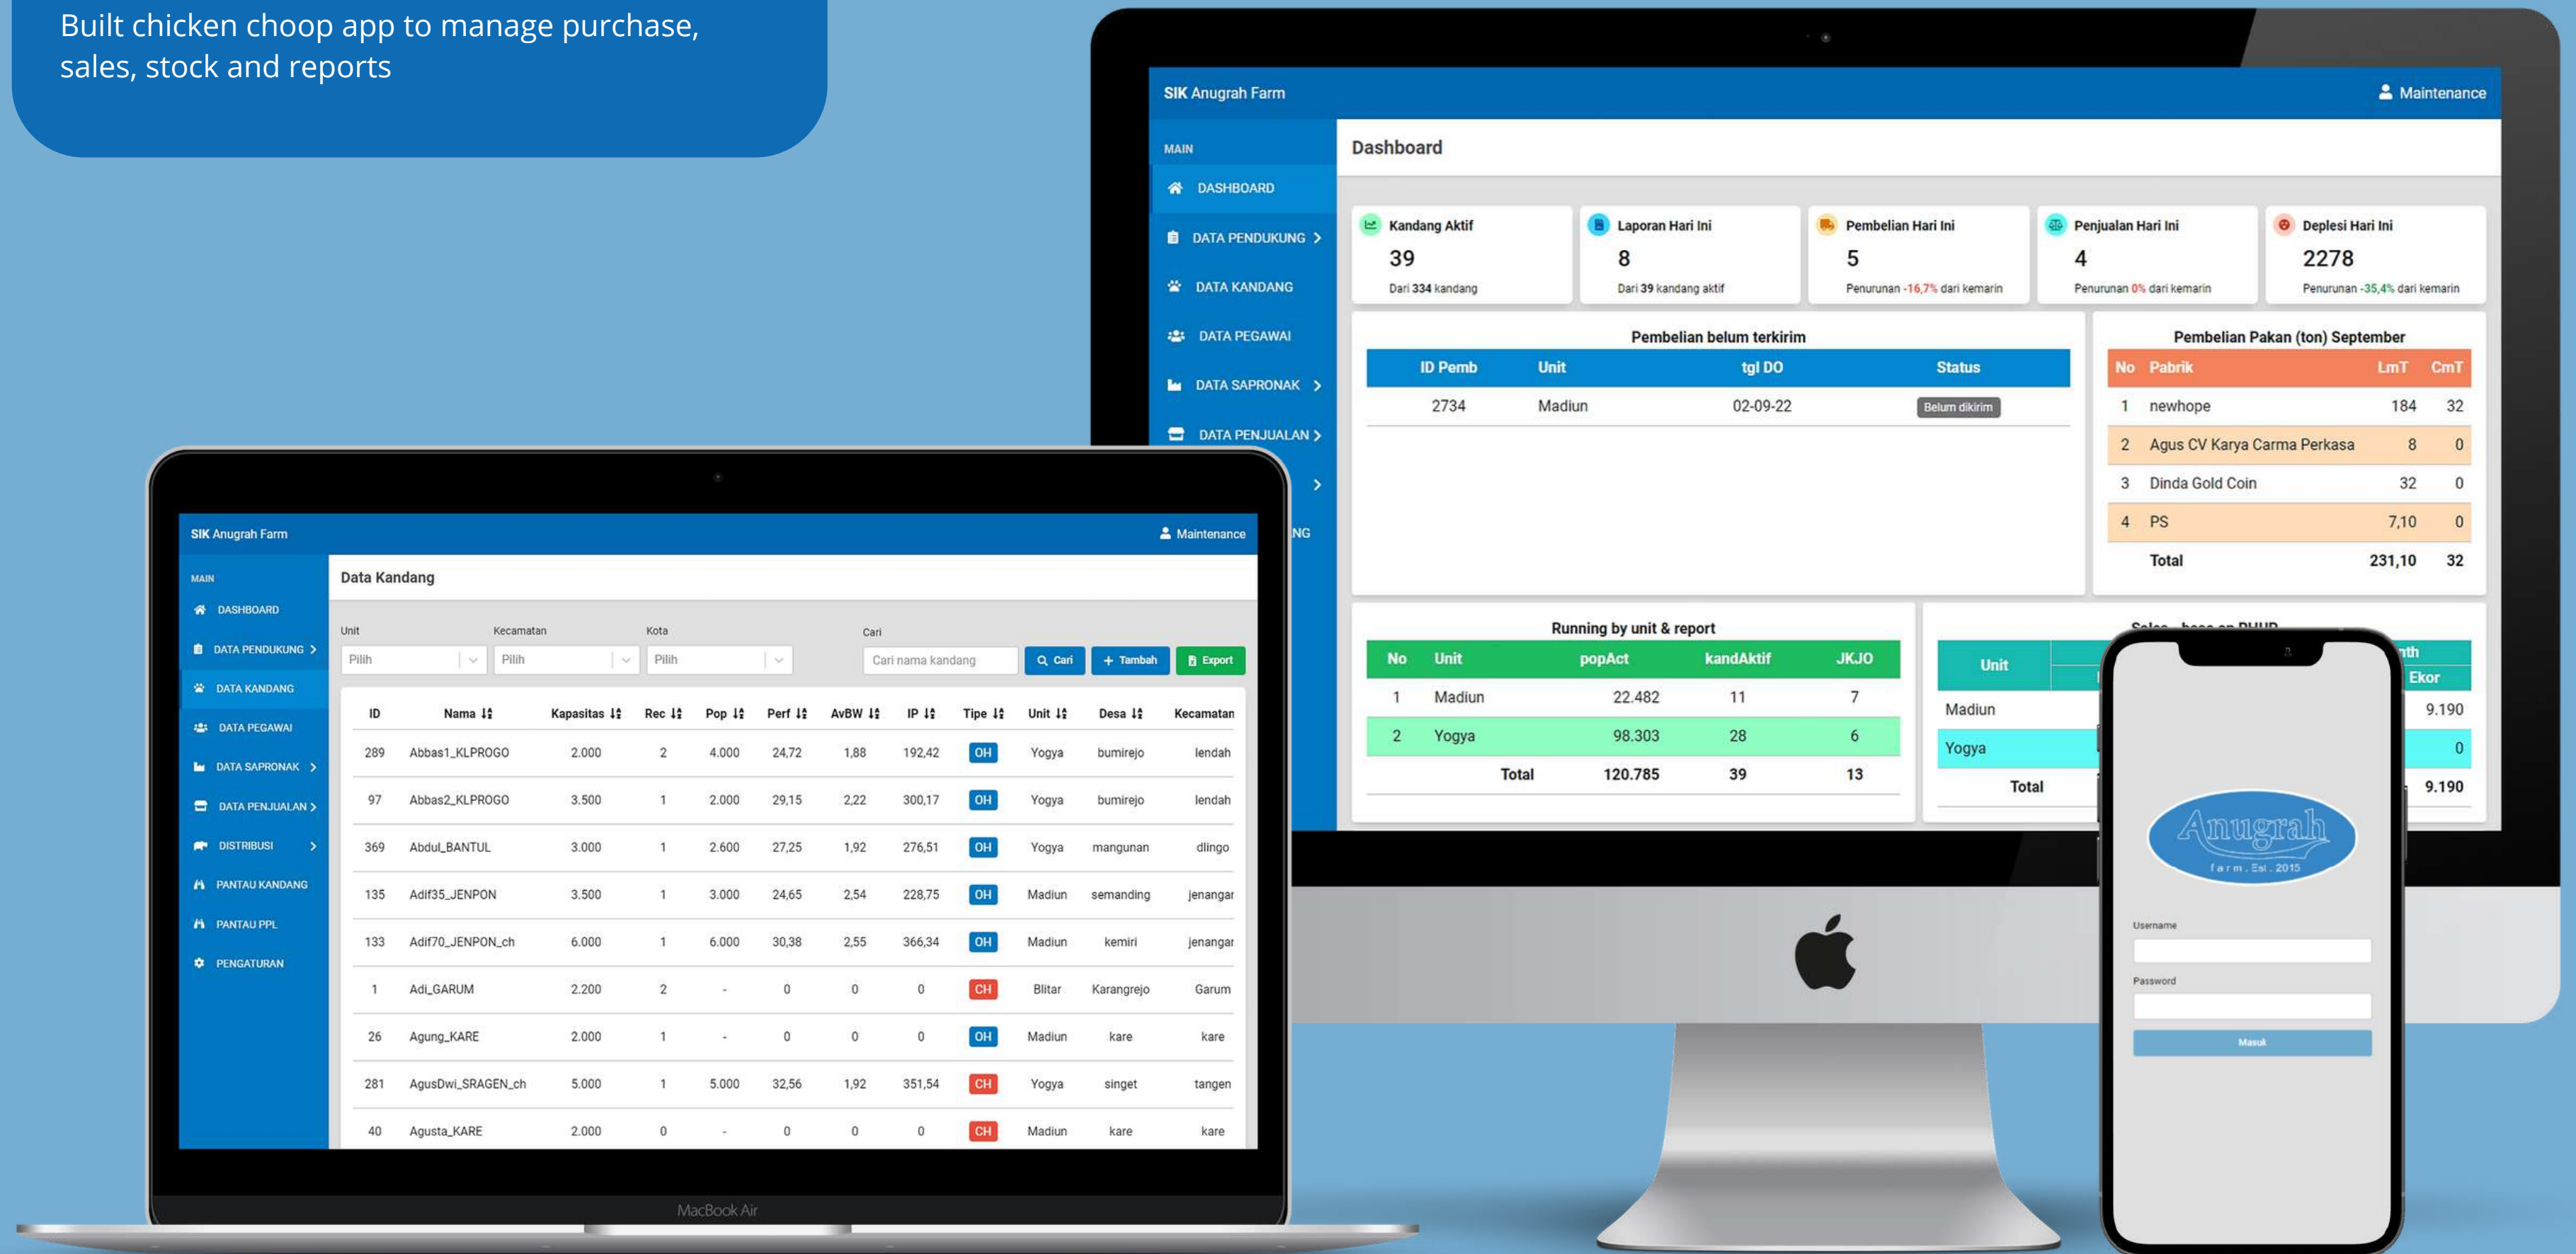 Built chicken choop app to manage purchase,
sales, stock and reports
SIK Anugrah Farm
Maintenance
MAIN
DASHBOARD
DATA PENDUKUNG
DATA KANDANG
DATA PEGAWAI
DATA SAPRONAK
DATA PENJUALAN
NG
Dashboard
Kandang Aktif
39
Dari 334 kandang
Laporan Hari Ini
8
Dari 39 kandang aktif
Pembelian Hari Ini
5
Penurunan -16,7% dari kemarin
Penjualan Hari Ini
4
Penurunan 0% dari kemarin
Deplesi Hari Ini
2278
Penurunan -35,4% dari kemarin
Pembelian belum terkirim
ID Pemb Unit tgl DO Status
2734 Madiun 02-09-22 Belum dikirim
Pembelian Pakan (ton) September
No Pabrik LmT CmT
1 newhope 184 32
2 Agus CV Karya Carma Perkasa 8 0
3 Dinda Gold Coin 32 0
4 PS 7,10 0
Total 231,10 32
Running by unit & report
No Unit popAct kandAktif JKJO
1 Madiun 22.482 11 7
2 Yogya 98.303 28 6
Total 120.785 39 13
Unit nth
Ekor
Madiun 9.190
Yogya 0
Total 9.190
SIK Anugrah Farm
Maintenance
MAIN
DASHBOARD
DATA PENDUKUNG
DATA KANDANG
DATA PEGAWAI
DATA SAPRONAK
DATA PENJUALAN
DISTRIBUSI
PANTAU KANDANG
PANTAU PPL
PENGATURAN
Data Kandang
Unit Kecamatan Kota Cari
Pilih Pilih Pilih Cari nama kandang Cari + Tambah Export
ID Nama Kapasitas Rec Pop Perf AvBW IP Tipe Unit Desa Kecamatan
289 Abbas1_KLPROGO 2.000 2 4.000 24,72 1,88 192,42 OH Yogya bumirejo lendah
97 Abbas2_KLPROGO 3.500 1 2.000 29,15 2,22 300,17 OH Yogya bumirejo lendah
369 Abdul_BANTUL 3.000 1 2.600 27,25 1,92 276,51 OH Yogya mangunan dlingo
135 Adif35_JENPON 3.500 1 3.000 24,65 2,54 228,75 OH Madiun semanding jenangar
133 Adif70_JENPON_ch 6.000 1 6.000 30,38 2,55 366,34 OH Madiun kemiri jenangar
1 Adi_GARUM 2.200 2 - 0 0 0 CH Blitar Karangrejo Garum
26 Agung_KARE 2.000 1 - 0 0 0 OH Madiun kare kare
281 AgusDwi_SRAGEN_ch 5.000 1 5.000 32,56 1,92 351,54 CH Yogya singet tangen
40 Agusta_KARE 2.000 0 - 0 0 0 CH Madiun kare kare
MacBook Air
Anugrah
farm . Est . 2015
Username
Password
Masuk